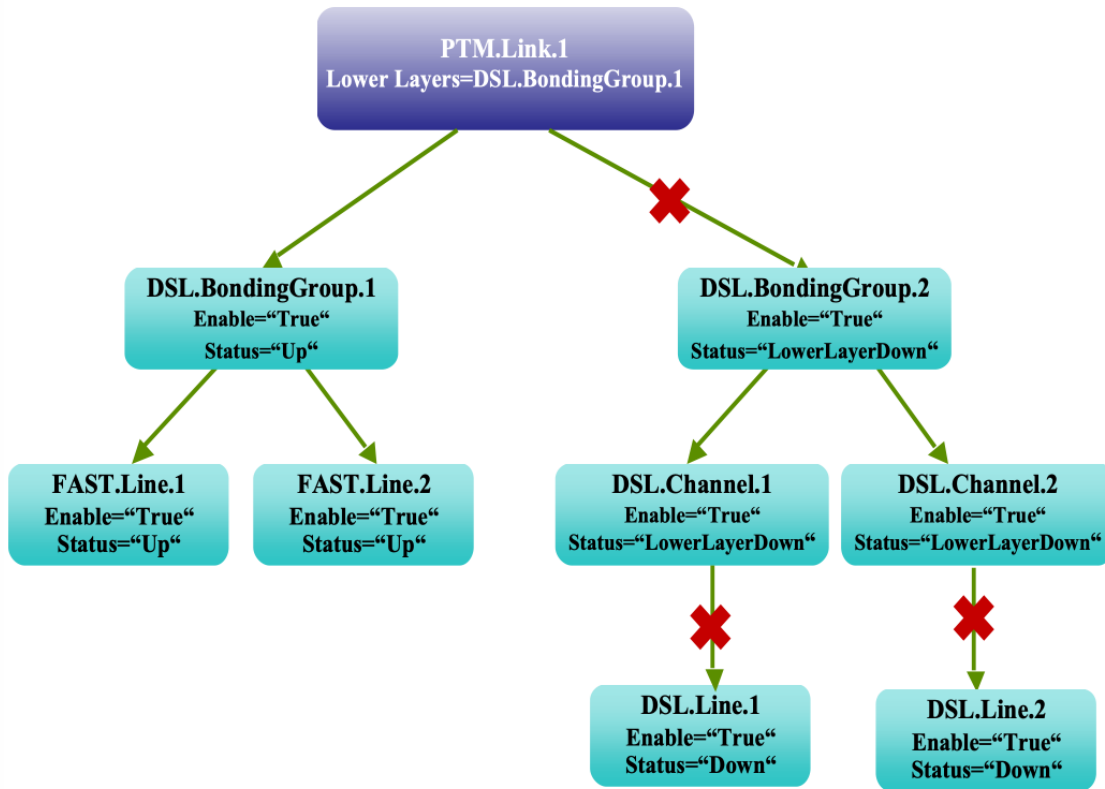 PTM.Link.1
Lower Layers=DSL.BondingGroup.1
DSL.BondingGroup.1
Enable=“True“
Status=“Up“
DSL.BondingGroup.2
Enable=“True“
Status=“LowerLayerDown“
FAST.Line.1
Enable=“True“
Status=“Up“
FAST.Line.2
Enable=“True“
Status=“Up“
DSL.Channel.1
Enable=“True“
Status=“LowerLayerDown“
DSL.Channel.2
Enable=“True“
Status=“LowerLayerDown“
DSL.Line.1
Enable=“True“
Status=“Down“
DSL.Line.2
Enable=“True“
Status=“Down“